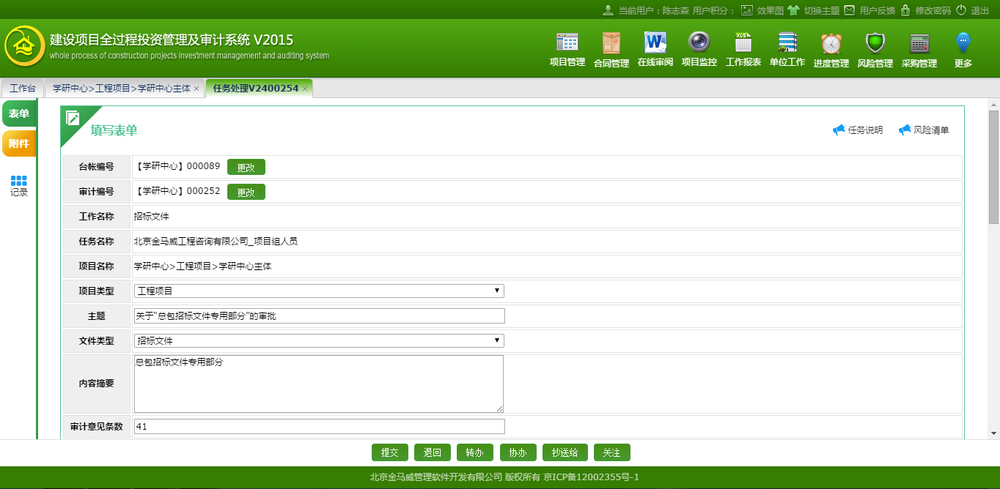 当前用户：陈志森 用户积分： 效果图 切换主题 用户反馈 修改密码 退出
建设项目全过程投资管理及审计系统 V2015
whole process of construction projects investment management and auditing system
项目管理 合同管理 在线审阅 项目监控 工作报表 单位工作 进度管理 风险管理 采购管理 更多
工作台 学研中心>工程项目>学研中心主体 × 任务处理V2400254 ×
表单
附件
记录
填写表单
任务说明 风险清单
台帐编号 【学研中心】000089 更改
审计编号 【学研中心】000252 更改
工作名称 招标文件
任务名称 北京金马威工程咨询有限公司_项目组人员
项目名称 学研中心>工程项目>学研中心主体
项目类型 工程项目
主题 关于“总包招标文件专用部分”的审批
文件类型 招标文件
内容摘要 总包招标文件专用部分
审计意见条数 41
提交 退回 转办 协办 抄送给 关注
北京金马威管理软件开发有限公司 版权所有 京ICP备12002355号-1